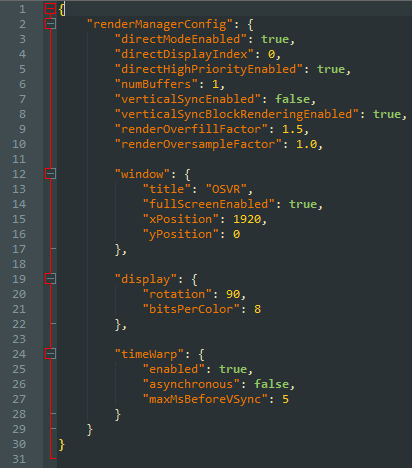 1 {
2 "renderManagerConfig": {
3 "directModeEnabled": true,
4 "directDisplayIndex": 0,
5 "directHighPriorityEnabled": true,
6 "numBuffers": 1,
7 "verticalSyncEnabled": false,
8 "verticalSyncBlockRenderingEnabled": true,
9 "renderOverfillFactor": 1.5,
10 "renderOversampleFactor": 1.0,
11
12 "window": {
13 "title": "OSVR",
14 "fullScreenEnabled": true,
15 "xPosition": 1920,
16 "yPosition": 0
17 },
18
19 "display": {
20 "rotation": 90,
21 "bitsPerColor": 8
22 },
23
24 "timeWarp": {
25 "enabled": true,
26 "asynchronous": false,
27 "maxMsBeforeVSync": 5
28 }
29 }
30 }
31